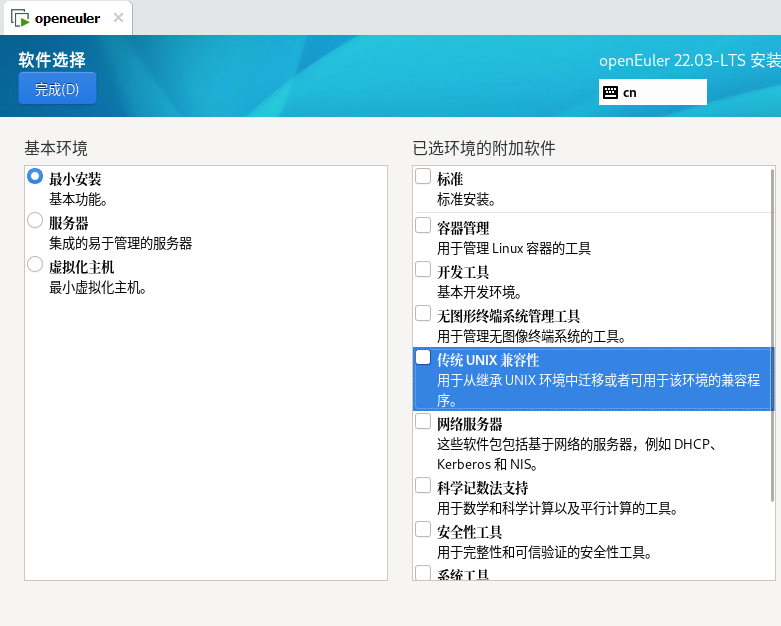 openeuler
软件选择
完成(D)
openEuler 22.03-LTS 安装
cn
基本环境
最小安装
基本功能。
服务器
集成的易于管理的服务器
虚拟化主机
最小虚拟化主机。
已选环境的附加软件
标准
标准安装。
容器管理
用于管理 Linux 容器的工具
开发工具
基本开发环境。
无图形终端系统管理工具
用于管理无图像终端系统的工具。
传统 UNIX 兼容性
用于从继承 UNIX 环境中迁移或者可用于该环境的兼容程
序。
网络服务器
这些软件包包括基于网络的服务器，例如 DHCP、
Kerberos 和 NIS。
科学记数法支持
用于数学和科学计算以及平行计算的工具。
安全性工具
用于完整性和可信验证的安全性工具。
系统工具